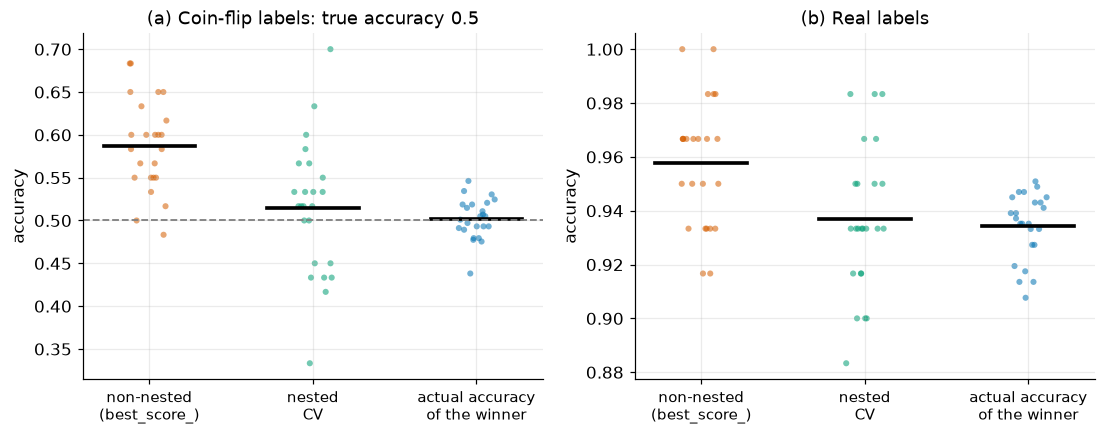 (a) Coin-flip labels: true accuracy 0.5
accuracy
0.70
0.65
0.60
0.55
0.50
0.45
0.40
0.35
non-nested
(best_score_)
nested
CV
actual accuracy
of the winner
(b) Real labels
accuracy
1.00
0.98
0.96
0.94
0.92
0.90
0.88
non-nested
(best_score_)
nested
CV
actual accuracy
of the winner